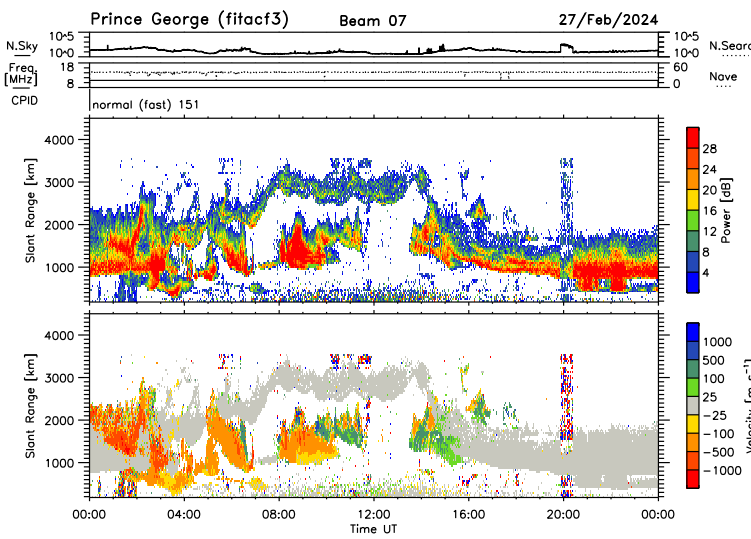 Prince George (fitacf3) Beam 07 27/Feb/2024
N.Sky 10^5 10^0 10^5 10^0 N.Sear
Freq [MHz] 18 8 60 0 Nave
CPID normal (fast) 151
Slant Range [km] 4000 3000 2000 1000
Power [dB] 28 24 20 16 12 8 4
Slant Range [km] 4000 3000 2000 1000
Velocity [m s^-1] 1000 500 100 25 -25 -100 -500 -1000
00:00 04:00 08:00 12:00 16:00 20:00 00:00
Time UT